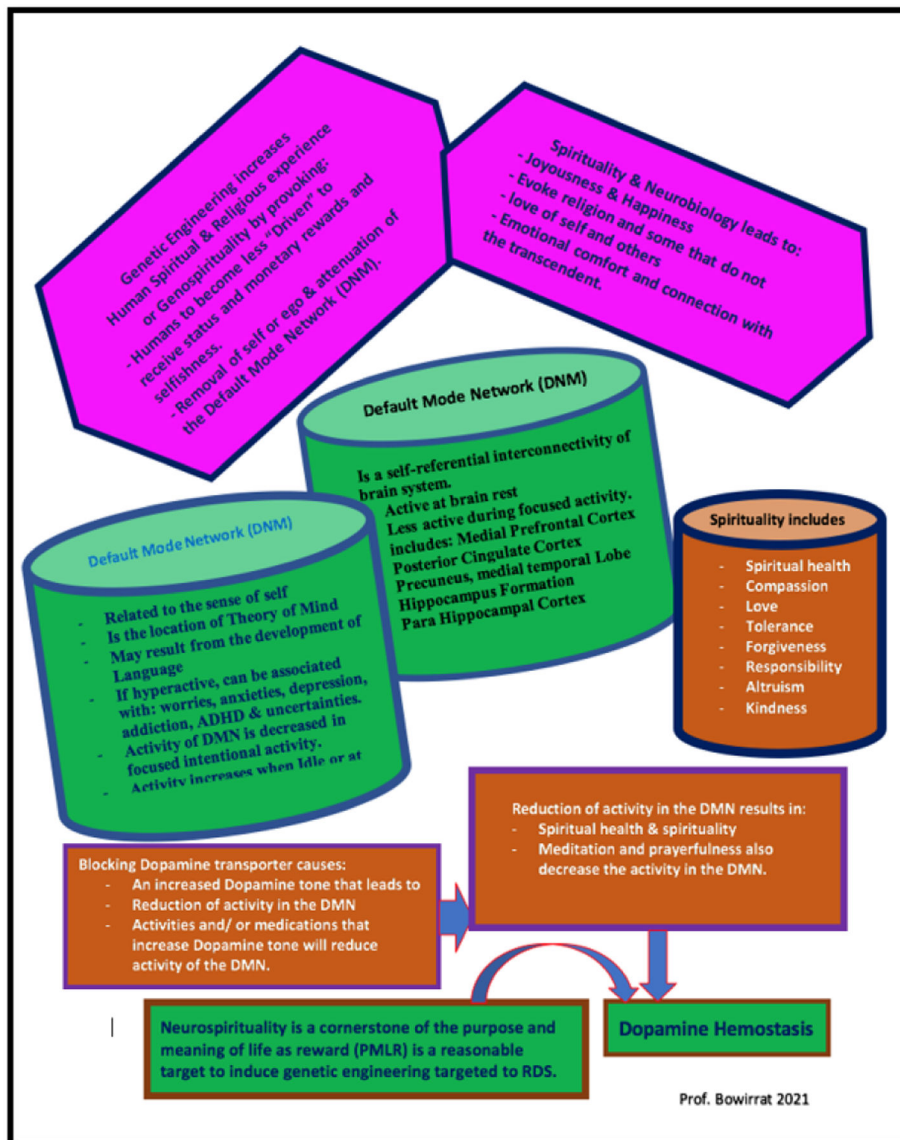 Genetic Engineering increases
Human Spiritual & Religious experience
or Genospirituality by provoking:
- Humans to become less “Driven” to
receive status and monetary rewards and
selfishness.
- Removal of self or ego & attenuation of
the Default Mode Network (DNM).
Spirituality & Neurobiology leads to:
- Joyousness & Happiness
- Evoke religion and some that do not
- love of self and others
- Emotional comfort and connection with
the transcendent.
Default Mode Network (DNM)
Is a self-referential interconnectivity of
brain system.
Active at brain rest
Less active during focused activity.
includes: Medial Prefrontal Cortex
Posterior Cingulate Cortex
Precuneus, medial temporal Lobe
Hippocampus Formation
Para Hippocampal Cortex
Default Mode Network (DNM)
- Related to the sense of self
- Is the location of Theory of Mind
- May result from the development of
Language
- If hyperactive, can be associated
with: worries, anxieties, depression,
addiction, ADHD & uncertainties.
- Activity of DMN is decreased in
focused intentional activity.
- Activity increases when Idle or at
Spirituality includes
- Spiritual health
- Compassion
- Love
- Tolerance
- Forgiveness
- Responsibility
- Altruism
- Kindness
Reduction of activity in the DMN results in:
- Spiritual health & spirituality
- Meditation and prayerfulness also
decrease the activity in the DMN.
Blocking Dopamine transporter causes:
- An increased Dopamine tone that leads to
- Reduction of activity in the DMN
- Activities and/ or medications that
increase Dopamine tone will reduce
activity of the DMN.
Neurospirituality is a cornerstone of the purpose and
meaning of life as reward (PMLR) is a reasonable
target to induce genetic engineering targeted to RDS.
Dopamine Hemostasis
Prof. Bowirrat 2021